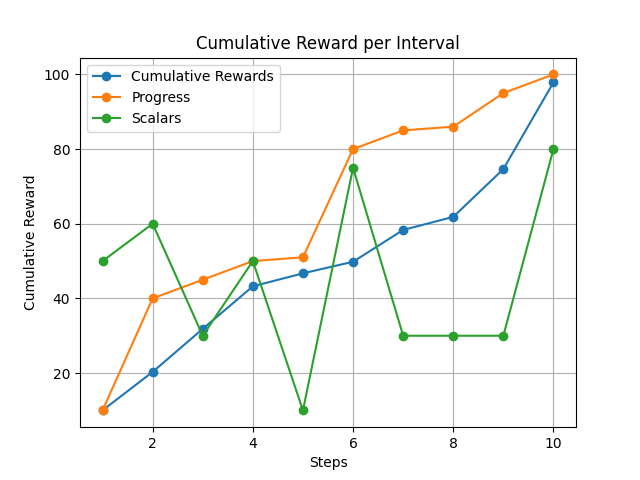 Cumulative Reward per Interval
Cumulative Rewards
Progress
Scalars
100
80
60
40
20
Cumulative Reward
2 4 6 8 10
Steps